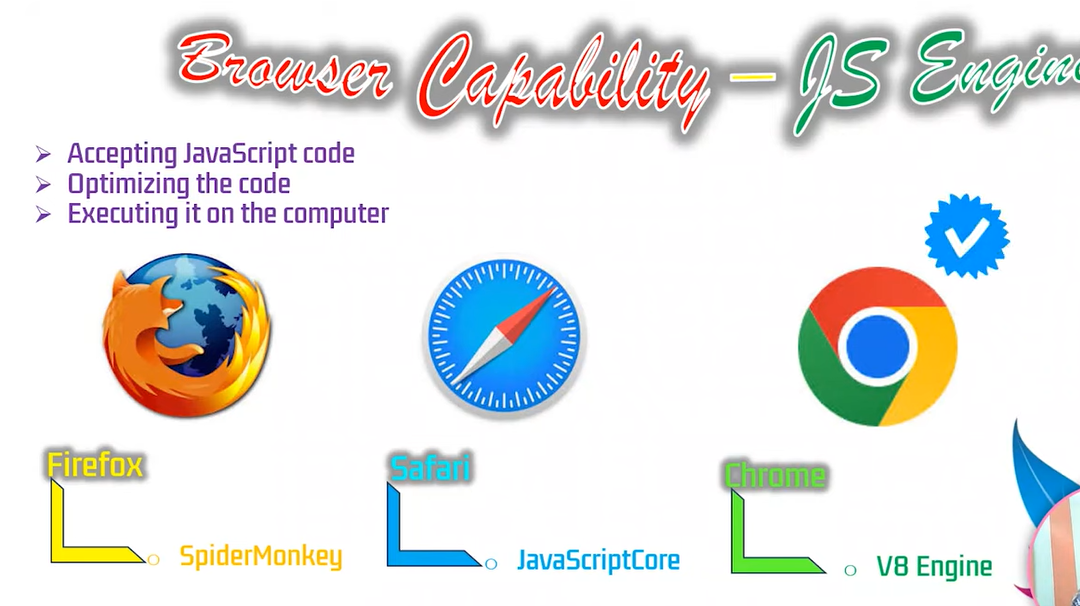 Browser Capability – JS Engine
Accepting JavaScript code
Optimizing the code
Executing it on the computer
Firefox
Safari
Chrome
SpiderMonkey
JavaScriptCore
V8 Engine